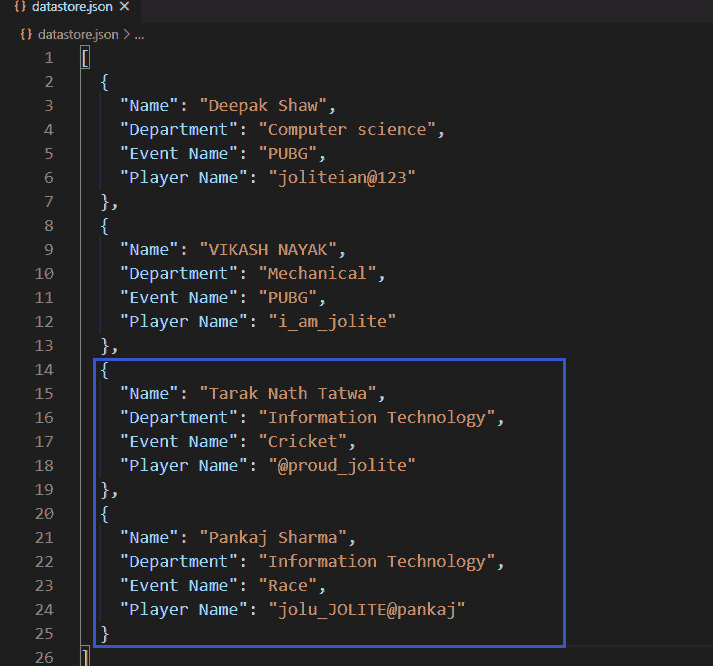 {} datastore.json ×
{} datastore.json > ...
1 [
2 {
3 "Name": "Deepak Shaw",
4 "Department": "Computer science",
5 "Event Name": "PUBG",
6 "Player Name": "joliteian@123"
7 },
8 {
9 "Name": "VIKASH NAYAK",
10 "Department": "Mechanical",
11 "Event Name": "PUBG",
12 "Player Name": "i_am_jolite"
13 },
14 {
15 "Name": "Tarak Nath Tatwa",
16 "Department": "Information Technology",
17 "Event Name": "Cricket",
18 "Player Name": "@proud_jolite"
19 },
20 {
21 "Name": "Pankaj Sharma",
22 "Department": "Information Technology",
23 "Event Name": "Race",
24 "Player Name": "jolu_JOLITE@pankaj"
25 }
26 ]